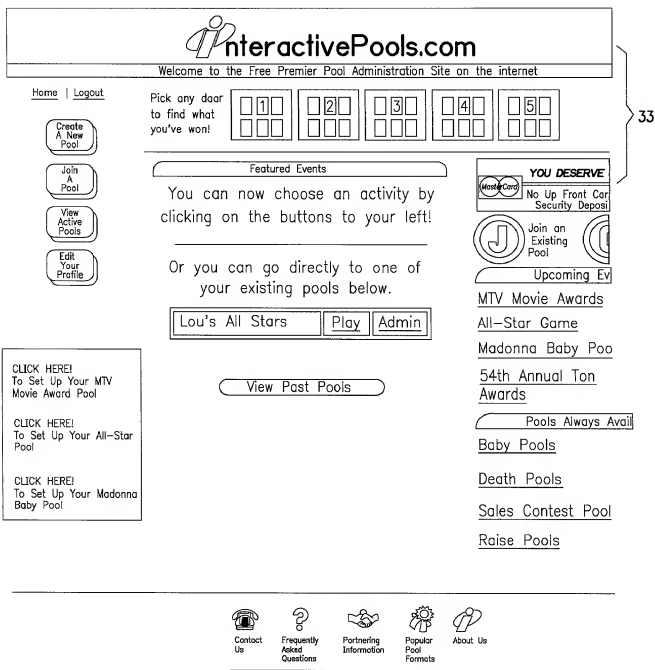 InteractivePools.com
Welcome to the Free Premier Pool Administration Site on the internet
33
Home | Logout
Pick any door
to find what
you've won!
1 2 3 4 5
Create
A New
Pool
Join
A
Pool
View
Active
Pools
Edit
Your
Profile
Featured Events
You can now choose an activity by
clicking on the buttons to your left!
Or you can go directly to one of
your existing pools below.
Lou's All Stars Play Admin
View Past Pools
YOU DESERVE
MasterCard
No Up Front Car
Security Deposi
J
Join an
Existing
Pool
Upcoming Ev
MTV Movie Awards
All-Star Game
Madonna Baby Poo
54th Annual Ton
Awards
Pools Always Avail
Baby Pools
Death Pools
Sales Contest Pool
Raise Pools
CLICK HERE!
To Set Up Your MTV
Movie Award Pool
CLICK HERE!
To Set Up Your All-Star
Pool
CLICK HERE!
To Set Up Your Madonna
Baby Pool
Contact
Us
Frequently
Asked
Questions
Partnering
Information
Popular
Pool
Formats
About Us